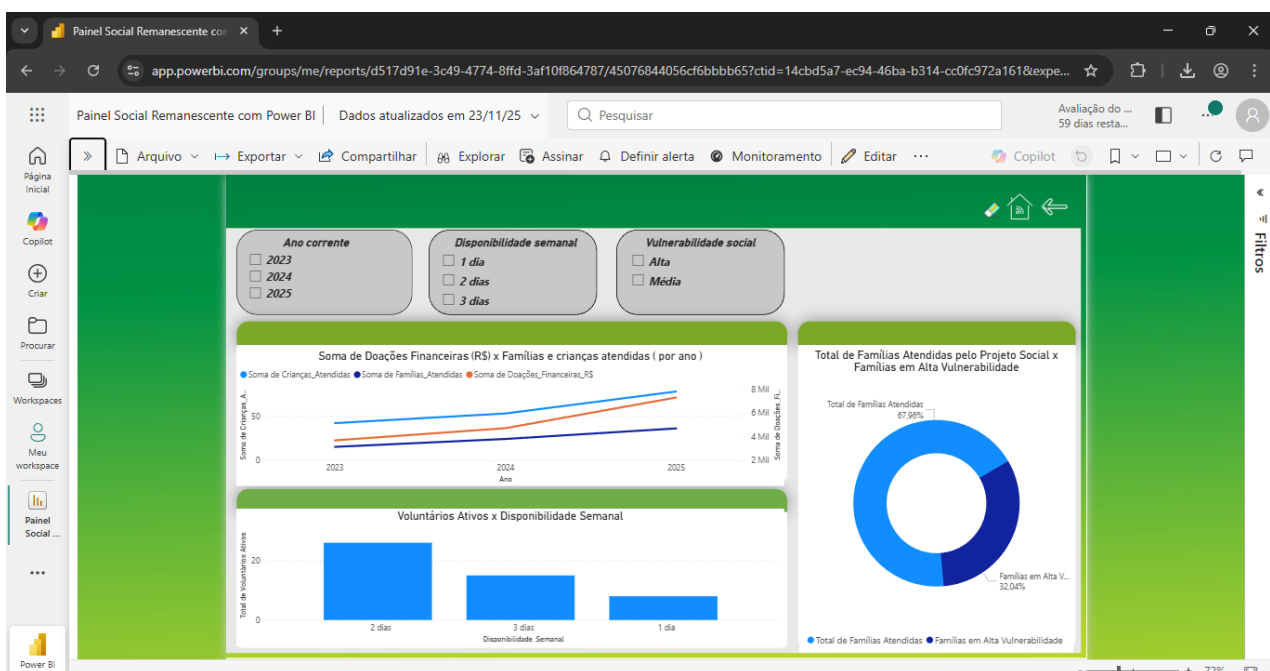 Painel Social Remanescente con
app.powerbi.com/groups/me/reports/d517d91e-3c49-4774-8ffd-3af10f864787/45076844056cf6bbbb65?ctid=14cbd5a7-ec94-46ba-b314-cc0fc972a161&expe...
Painel Social Remanescente com Power BI | Dados atualizados em 23/11/25
Pesquisar
Avaliação do ...
59 dias resta...
Arquivo
Exportar
Compartilhar
Explorar
Assinar
Definir alerta
Monitoramento
Editar
...
Copilot
Página
Inicial
Copilot
Criar
Procurar
Workspaces
Meu
workspace
Painel
Social ...
Power BI
Filtros
Ano corrente
2023
2024
2025
Disponibilidade semanal
1 dia
2 dias
3 dias
Vulnerabilidade social
Alta
Média
Soma de Doações Financeiras (R$) x Famílias e crianças atendidas ( por ano )
Soma de Crianças_Atendidas Soma de Famílias_Atendidas Soma de Doações_Financeiras_R$
Soma de Crianças_A...
50
0
8 Mil
6 Mil
4 Mil
2 Mil
Soma de Doações_Fi...
2023 2024 2025
Ano
Voluntários Ativos x Disponibilidade Semanal
Total de Voluntários Ativos
20
0
2 dias 3 dias 1 dia
Disponibilidade_Semanal
Total de Famílias Atendidas pelo Projeto Social x
Famílias em Alta Vulnerabilidade
Total de Famílias Atendidas
67,96%
Famílias em Alta V...
32,04%
Total de Famílias Atendidas Famílias em Alta Vulnerabilidade
72%